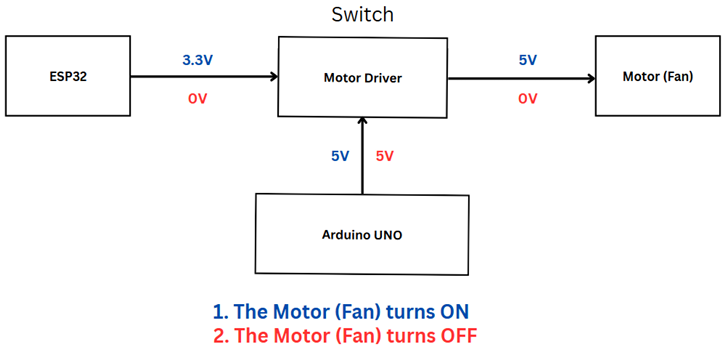 Switch
ESP32
3.3V
0V
Motor Driver
5V
0V
Motor (Fan)
5V
5V
Arduino UNO
1. The Motor (Fan) turns ON
2. The Motor (Fan) turns OFF